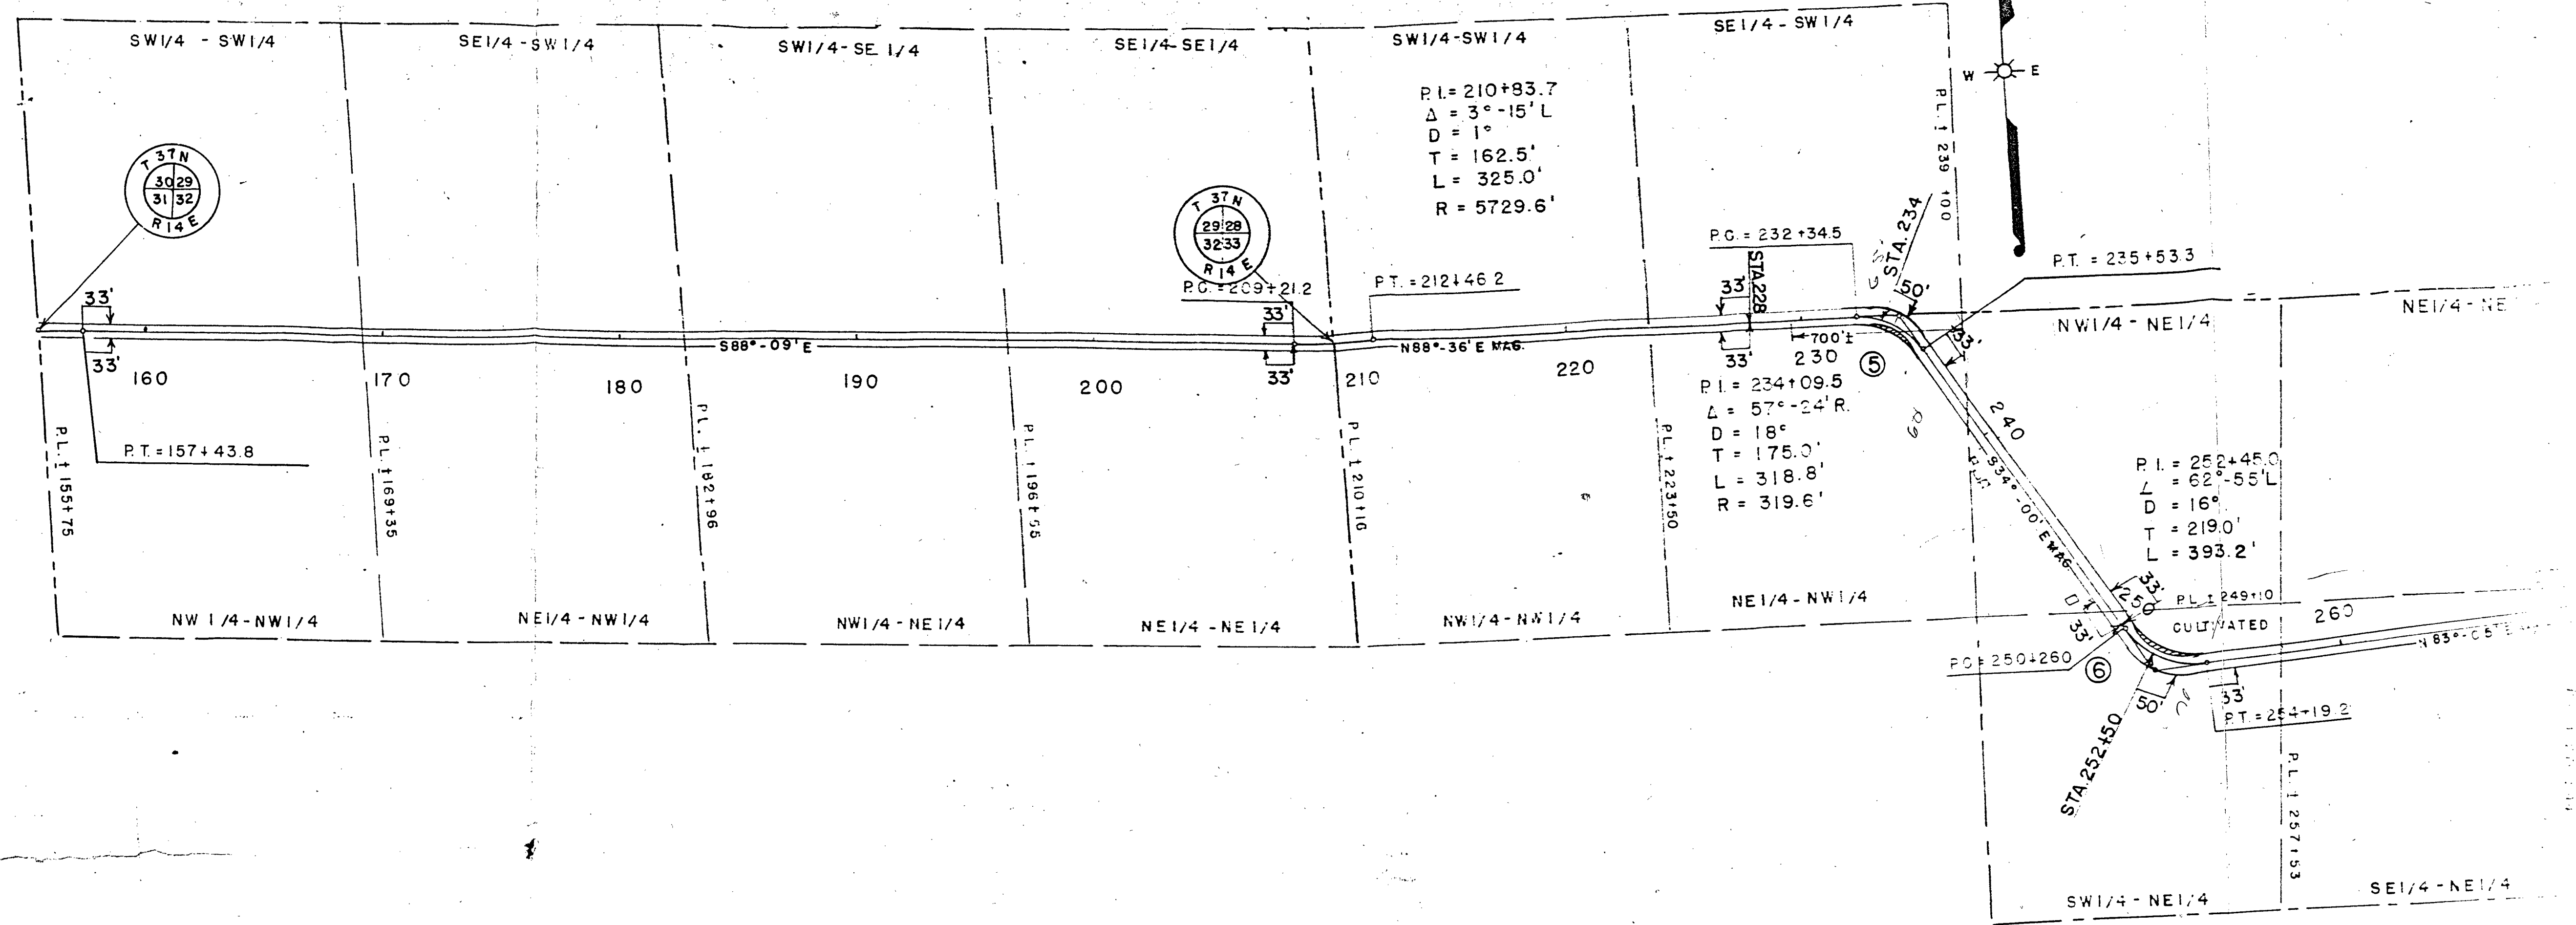 SW1/4 - SW1/4
SE1/4 - SW1/4
SW1/4 - SE 1/4
SE1/4 - SE1/4
SW1/4 - SW1/4
SE1/4 - SW1/4
W E
P.I. = 210+83.7
Δ = 3°-15' L
D = 1°
T = 162.5'
L = 325.0'
R = 5729.6'
P.L. ± 239+00
T 37 N
30 29
31 32
R 14 E
T 37 N
29 28
32 33
R 14 E
P.C. = 209+21.2
P.T. = 212+46.2
P.C. = 232+34.5
STA. 228
STA. 234
50'
P.T. = 235+53.3
NW1/4 - NE1/4
NE1/4 - NE
33'
33'
33'
33'
33'
33'
33'
S88°-09'E
N88°-36'E MAG.
700'±
160
170
180
190
200
210
220
230
240
⑤
P.I. = 234+09.5
Δ = 57°-24' R.
D = 18°
T = 175.0'
L = 318.8'
R = 319.6'
60
S34°-00' E MAG.
P.T. = 157+43.8
P.L. ± 155+75
P.L. ± 169+35
P.L. ± 182+96
P.L. ± 196+55
P.L. ± 210+16
P.L. ± 223+50
P.I. = 252+45.0
∠ = 62°-55' L
D = 16°
T = 219.0'
L = 393.2'
33'
250
P.L. ± 249+10
CULTIVATED
260
33'
N 83°-05' E
NW 1/4 - NW1/4
NE1/4 - NW1/4
NW1/4 - NE1/4
NE1/4 - NE1/4
NW1/4 - NW1/4
NE1/4 - NW1/4
P.C = 250+260
⑥
50'
33'
P.T. = 254+19.2
STA. 252+50
P.L. ± 257+53
SW1/4 - NE1/4
SE1/4 - NE1/4